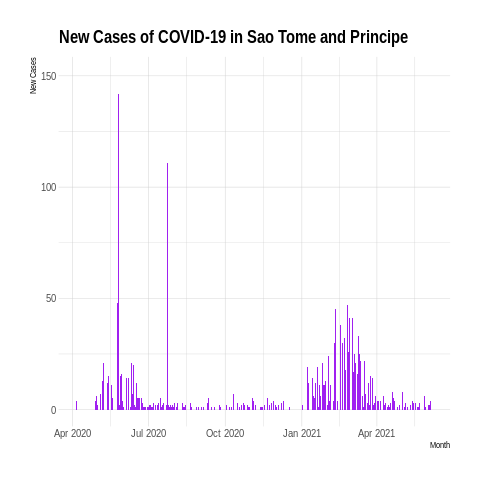 New Cases of COVID-19 in Sao Tome and Principe
New Cases
150
100
50
0
Apr 2020 Jul 2020 Oct 2020 Jan 2021 Apr 2021
Month